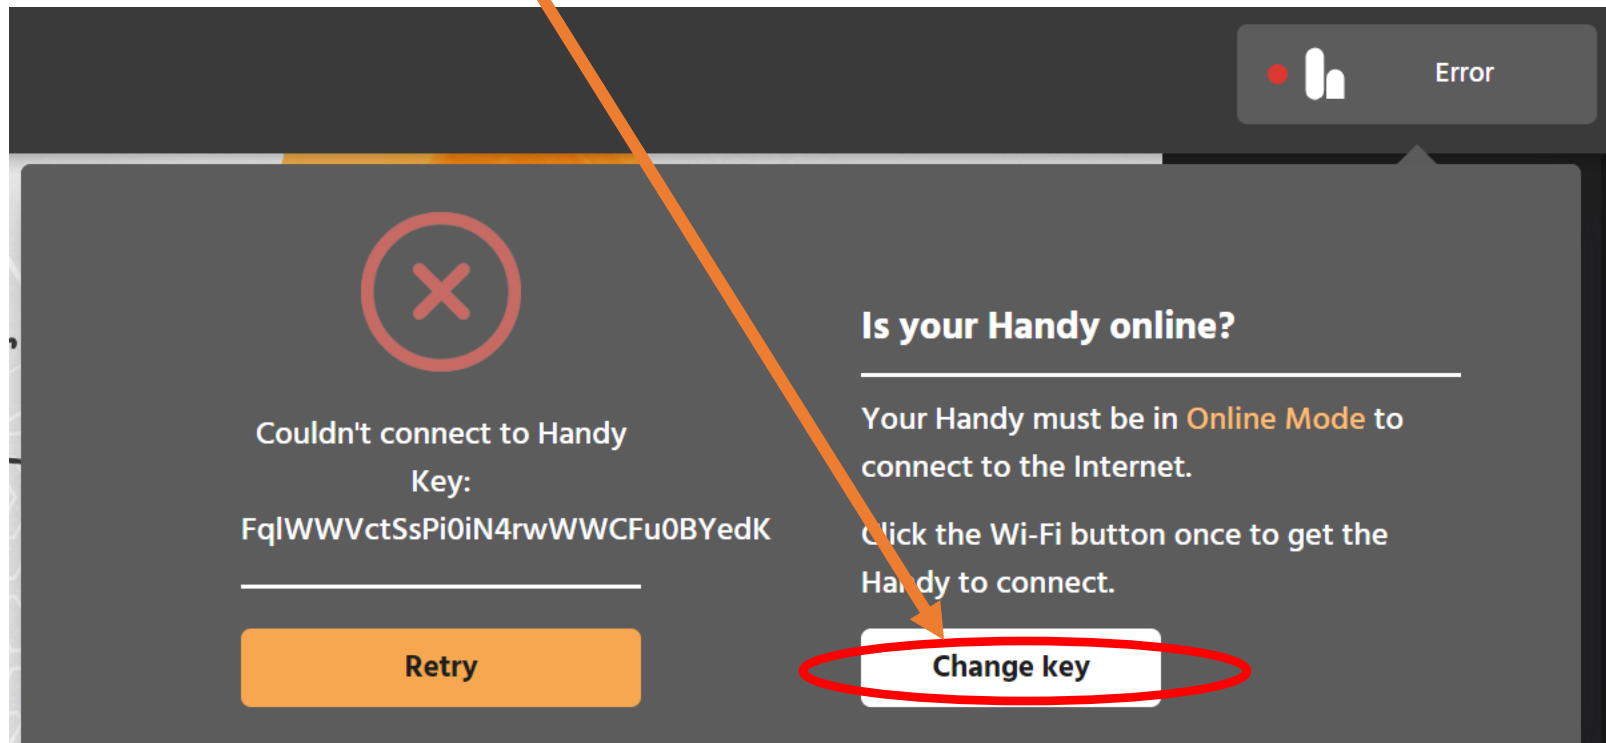 Error
Couldn't connect to Handy
Key:
FqlWWVctSsPi0iN4rwWWCFu0BYedK
Retry
Is your Handy online?
Your Handy must be in Online Mode to
connect to the Internet.
Click the Wi-Fi button once to get the
Handy to connect.
Change key